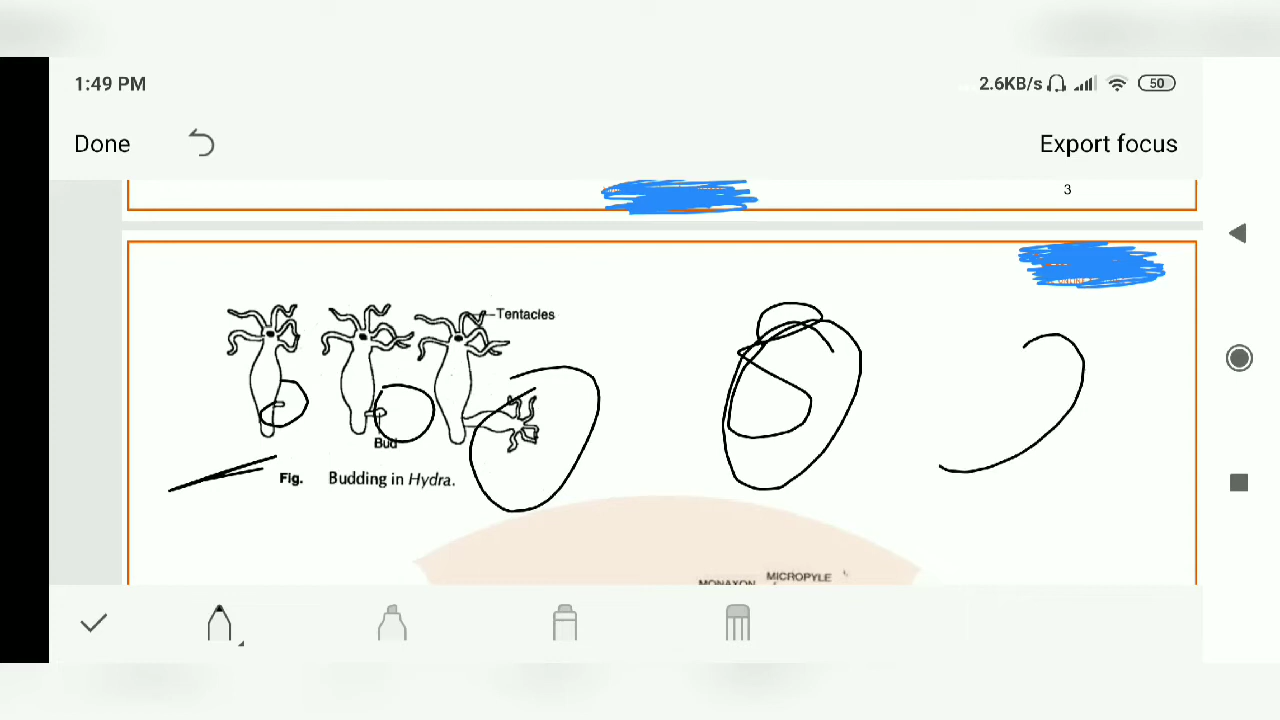 1:49 PM
2.6KB/s
50
Done
Export focus
3
Tentacles
Bud
Fig. Budding in Hydra.
MONAXON
MICROPYLE